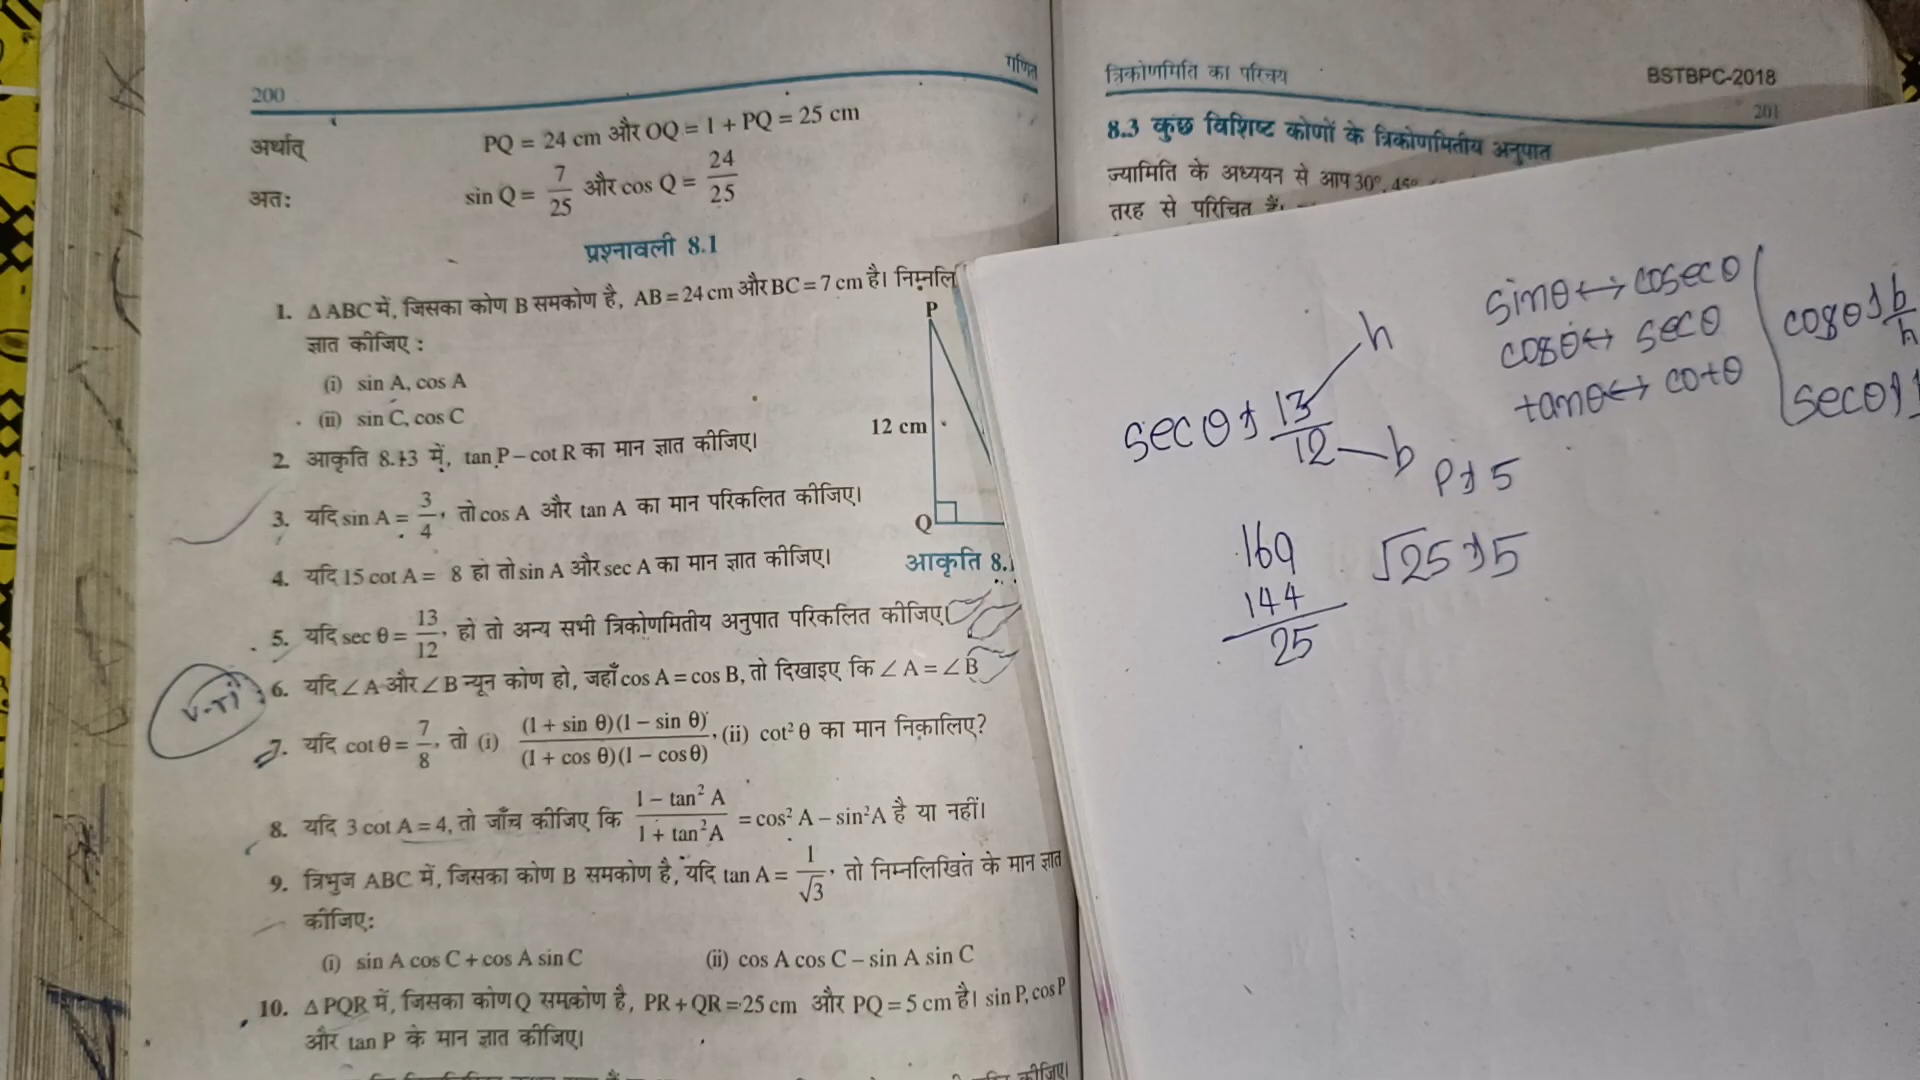 200
गणित
अर्थात् PQ = 24 cm और OQ = 1 + PQ = 25 cm
अतः sin Q = 7/25 और cos Q = 24/25
प्रश्नावली 8.1
1. Δ ABC में, जिसका कोण B समकोण है, AB = 24 cm और BC = 7 cm है। निम्नलि
ज्ञात कीजिए :
(i) sin A, cos A
(ii) sin C, cos C
2. आकृति 8.13 में, tan P – cot R का मान ज्ञात कीजिए।
3. यदि sin A = 3/4, तो cos A और tan A का मान परिकलित कीजिए।
4. यदि 15 cot A = 8 हो तो sin A और sec A का मान ज्ञात कीजिए।
5. यदि sec θ = 13/12, हो तो अन्य सभी त्रिकोणमितीय अनुपात परिकलित कीजिए।
6. यदि ∠ A और ∠ B न्यून कोण हो, जहाँ cos A = cos B, तो दिखाइए कि ∠ A = ∠ B
7. यदि cot θ = 7/8, तो (i) (1 + sin θ)(1 – sin θ)/(1 + cos θ)(1 – cos θ), (ii) cot² θ का मान निकालिए?
8. यदि 3 cot A = 4, तो जाँच कीजिए कि 1 – tan² A/1 + tan² A = cos² A – sin² A है या नहीं।
9. त्रिभुज ABC में, जिसका कोण B समकोण है, यदि tan A = 1/√3, तो निम्नलिखित के मान ज्ञात
कीजिए:
(i) sin A cos C + cos A sin C (ii) cos A cos C – sin A sin C
10. Δ PQR में, जिसका कोण Q समकोण है, PR + QR = 25 cm और PQ = 5 cm है। sin P, cos P
और tan P के मान ज्ञात कीजिए।
कीजिए।
P
12 cm
Q
आकृति 8.
त्रिकोणमिति का परिचय BSTBPC-2018
201
8.3 कुछ विशिष्ट कोणों के त्रिकोणमितीय अनुपात
ज्यामिति के अध्ययन से आप 30°, 45°
तरह से परिचित हैं।
sinθ ↔ cosecθ
cosθ ↔ secθ
tanθ ↔ cotθ
cosθ ⇒ b/h
secθ ⇒
h
secθ ⇒ 13/12
b
P ⇒ 5
169
144
25
√25 ⇒ 5